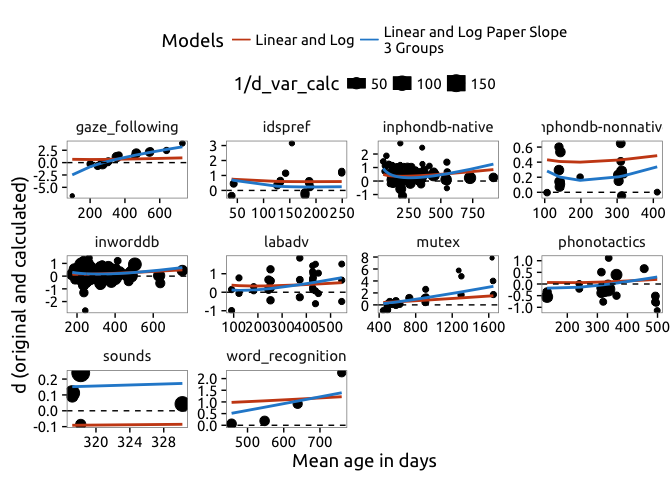 Models
Linear and Log
Linear and Log Paper Slope
3 Groups
1/d_var_calc
50
100
150
gaze_following
idspref
inphondb-native
nphondb-nonnativ
2.5
0.0
-2.5
-5.0
200 400 600
3
2
1
0
50 100 150 200 250
2
1
0
-1
250 500 750
0.6
0.4
0.2
0.0
100 200 300 400
inworddb
labadv
mutex
phonotactics
1
0
-1
-2
200 400 600
1
0
-1
100 200 300 400 500
8
6
4
2
0
400 800 1200 1600
1.0
0.5
0.0
-0.5
-1.0
200 300 400 500
sounds
word_recognition
0.2
0.1
0.0
-0.1
320 324 328
2.0
1.5
1.0
0.5
0.0
500 600 700
d (original and calculated)
Mean age in days